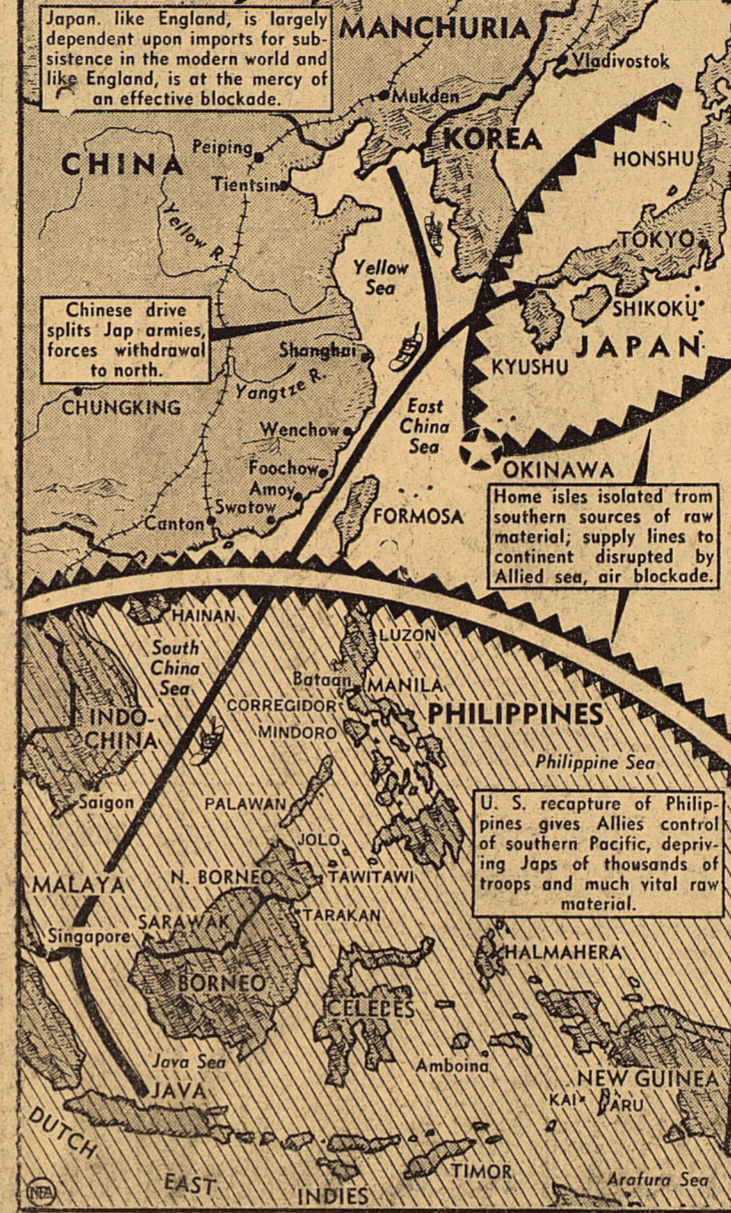 Japan. like England, is largely
dependent upon imports for sub-
sistence in the modern world and
like England, is at the mercy of
an effective blockade.
MANCHURIA
Vladivostok
Mukden
KOREA
HONSHU
CHINA
Peiping
Tientsin
Yellow R.
TOKYO
Yellow
Sea
Chinese drive
splits Jap armies,
forces withdrawal
to north.
SHIKOKU
JAPAN
Shanghai
KYUSHU
Yangtze R.
CHUNGKING
East
China
Sea
Wenchow
OKINAWA
Foochow
Amoy
Swatow
Canton
FORMOSA
Home isles isolated from
southern sources of raw
material; supply lines to
continent disrupted by
Allied sea, air blockade.
HAINAN
LUZON
South
China
Sea
Bataan
MANILA
CORREGIDOR
PHILIPPINES
MINDORO
INDO-
CHINA
Philippine Sea
Saigon
PALAWAN
U. S. recapture of Philip-
pines gives Allies control
of southern Pacific, depriv-
ing Japs of thousands of
troops and much vital raw
material.
JOLO
MALAYA
N. BORNEO
TAWITAWI
SARAWAK
TARAKAN
Singapore
HALMAHERA
BORNEO
CELEBES
Java Sea
Amboina
JAVA
NEW GUINEA
KAI
ARU
DUTCH
EAST
INDIES
TIMOR
Arafura Sea
NEA